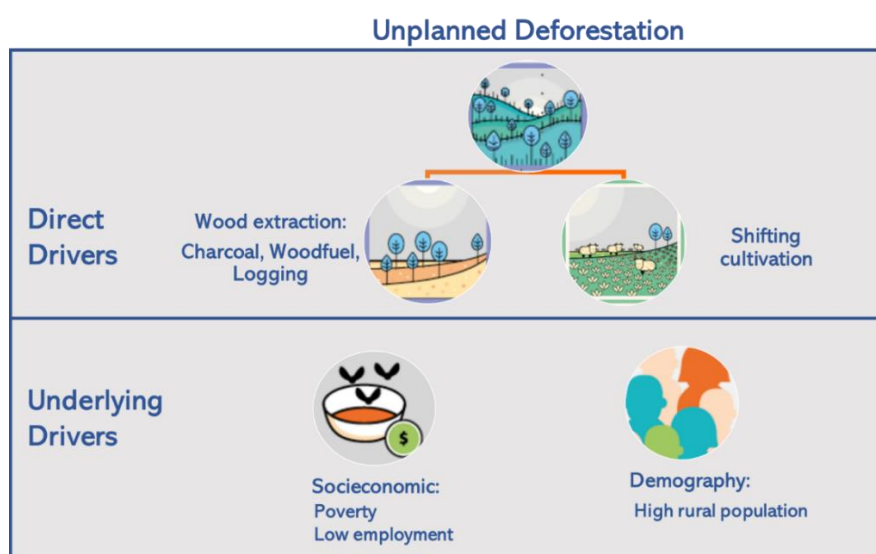 Unplanned Deforestation
Direct
Drivers
Wood extraction:
Charcoal, Woodfuel,
Logging
Shifting
cultivation
Underlying
Drivers
$
Socieconomic:
Poverty
Low employment
Demography:
High rural population